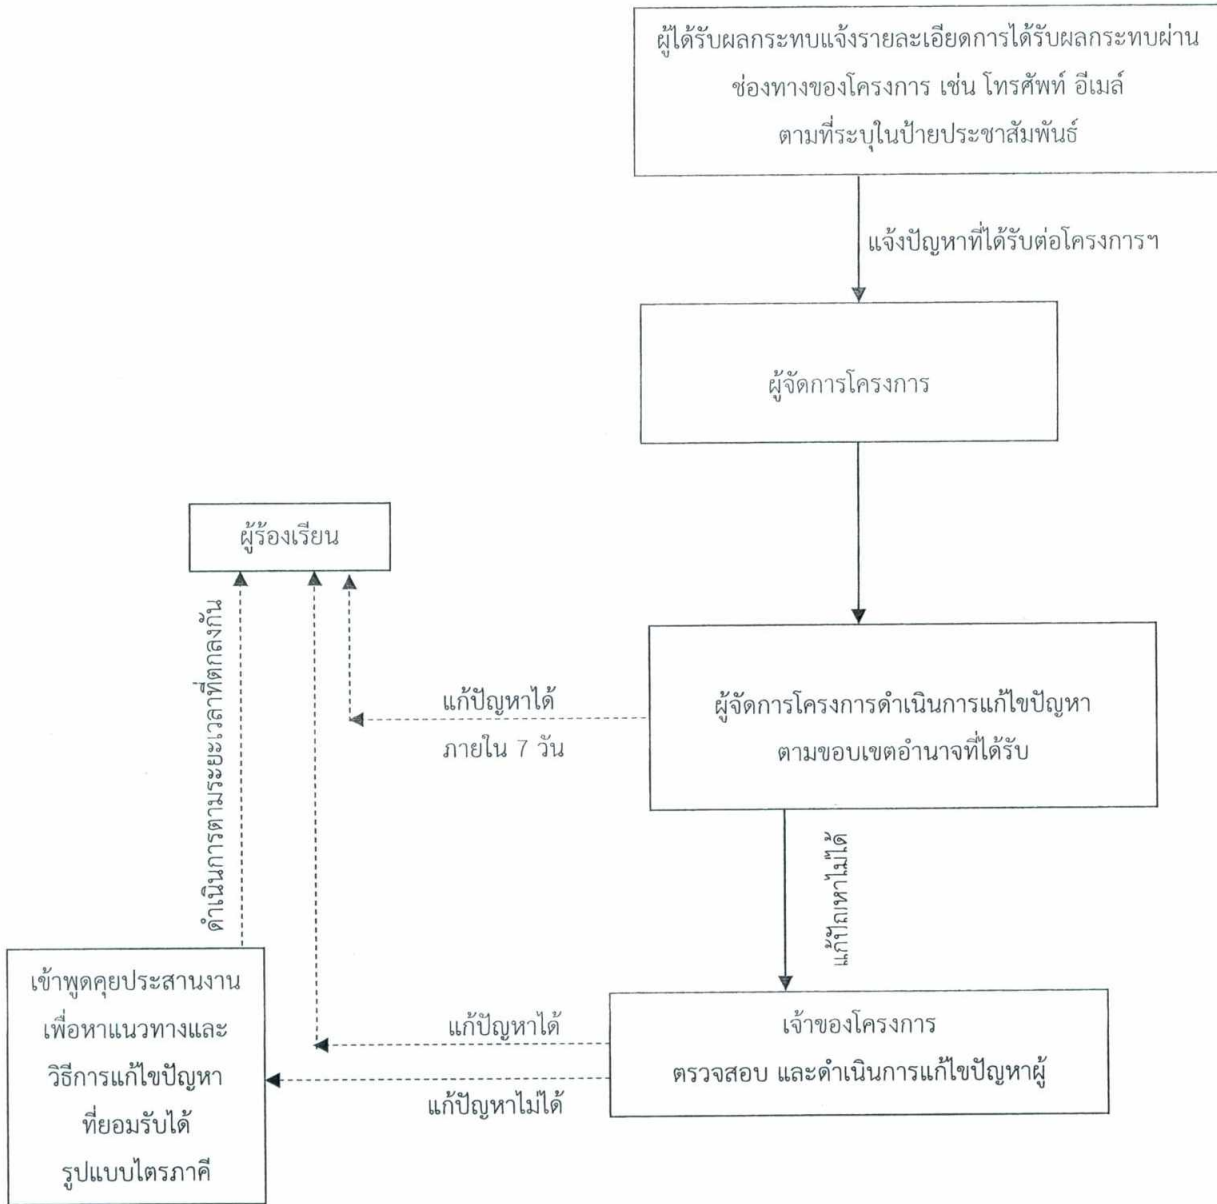 ผู้ได้รับผลกระทบแจ้งรายละเอียดการได้รับผลกระทบผ่าน
ช่องทางของโครงการ เช่น โทรศัพท์ อีเมล์
ตามที่ระบุในป้ายประชาสัมพันธ์
แจ้งปัญหาที่ได้รับต่อโครงการฯ
ผู้จัดการโครงการ
ผู้ร้องเรียน
ดำเนินการตามระยะเวลาที่ตกลงกัน
แก้ปัญหาได้
ภายใน 7 วัน
ผู้จัดการโครงการดำเนินการแก้ไขปัญหา
ตามขอบเขตอำนาจที่ได้รับ
แก้ปัญหาไม่ได้
เข้าพูดคุยประสานงาน
เพื่อหาแนวทางและ
วิธีการแก้ไขปัญหา
ที่ยอมรับได้
รูปแบบไตรภาคี
แก้ปัญหาได้
แก้ปัญหาไม่ได้
เจ้าของโครงการ
ตรวจสอบ และดำเนินการแก้ไขปัญหาผู้